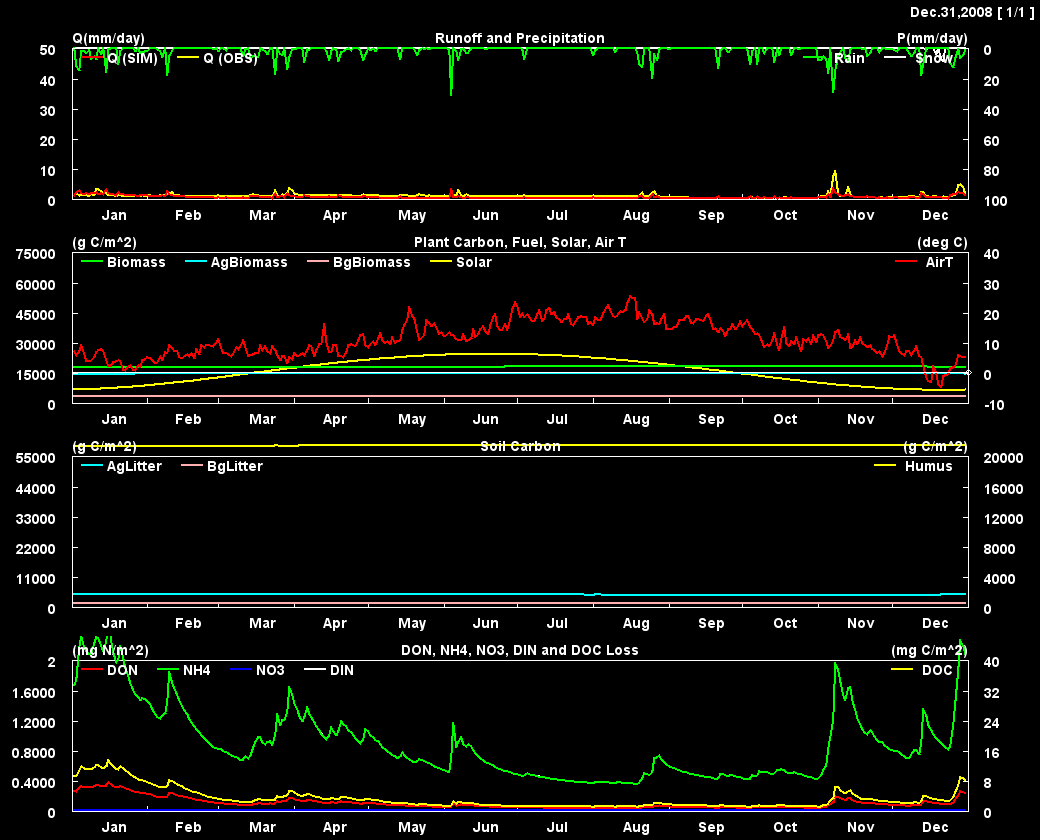 Dec.31,2008 [ 1/1 ]
Q(mm/day) Runoff and Precipitation P(mm/day)
50 0
Q (SIM) Q (OBS) Rain Snow
40 20
30 40
20 60
10 80
0 100
Jan Feb Mar Apr May Jun Jul Aug Sep Oct Nov Dec
(g C/m^2) Plant Carbon, Fuel, Solar, Air T (deg C)
75000 40
Biomass AgBiomass BgBiomass Solar AirT
60000 30
45000 20
30000 10
15000 0
0 -10
Jan Feb Mar Apr May Jun Jul Aug Sep Oct Nov Dec
(g C/m^2) Soil Carbon (g C/m^2)
55000 20000
AgLitter BgLitter Humus
44000 16000
33000 12000
22000 8000
11000 4000
0 0
Jan Feb Mar Apr May Jun Jul Aug Sep Oct Nov Dec
(mg N/m^2) DON, NH4, NO3, DIN and DOC Loss (mg C/m^2)
2 40
DON NH4 NO3 DIN DOC
1.6000 32
1.2000 24
0.8000 16
0.4000 8
0 0
Jan Feb Mar Apr May Jun Jul Aug Sep Oct Nov Dec